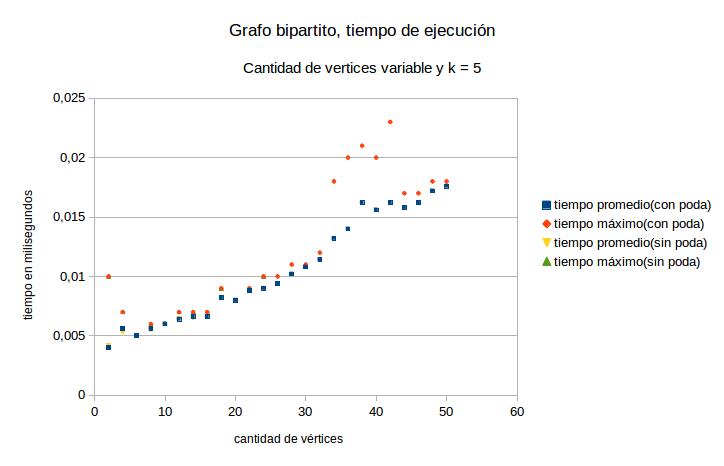 Grafo bipartito, tiempo de ejecución
Cantidad de vertices variable y k = 5
0,025
0,02
0,015
0,01
0,005
0
0 10 20 30 40 50 60
tiempo en milisegundos
cantidad de vértices
tiempo promedio(con poda)
tiempo máximo(con poda)
tiempo promedio(sin poda)
tiempo máximo(sin poda)